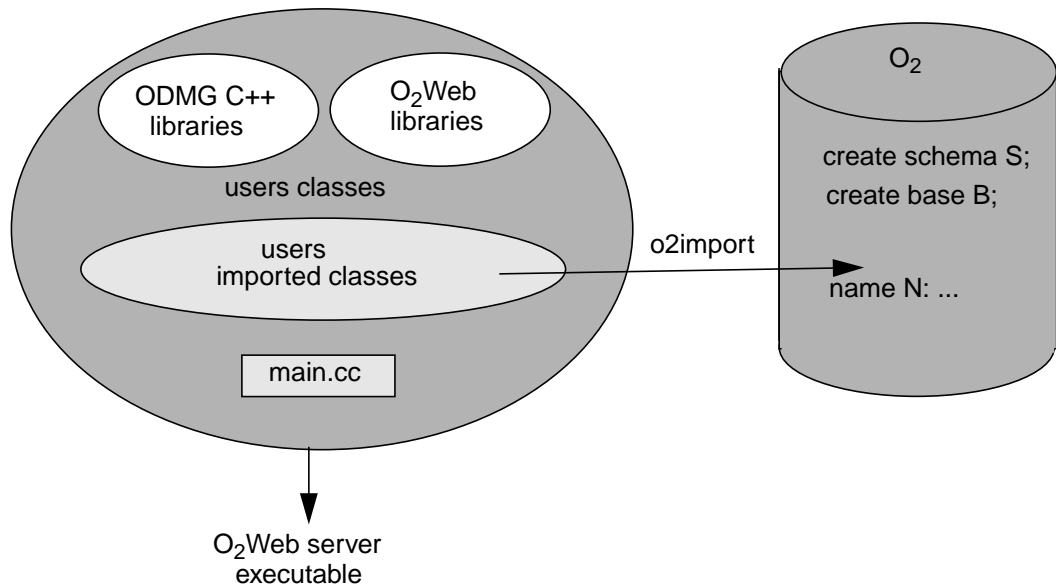 ODMG C++
libraries
O₂Web
libraries
users classes
users
imported classes
main.cc
O₂Web server
executable
o2import
O₂
create schema S;
create base B;
name N: ...